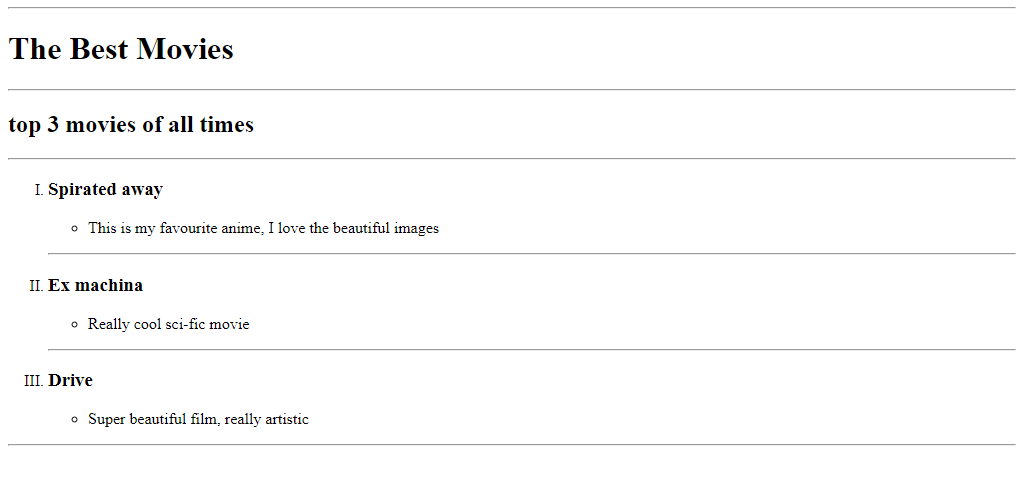 The Best Movies
top 3 movies of all times
I. Spirated away
This is my favourite anime, I love the beautiful images
II. Ex machina
Really cool sci-fic movie
III. Drive
Super beautiful film, really artistic